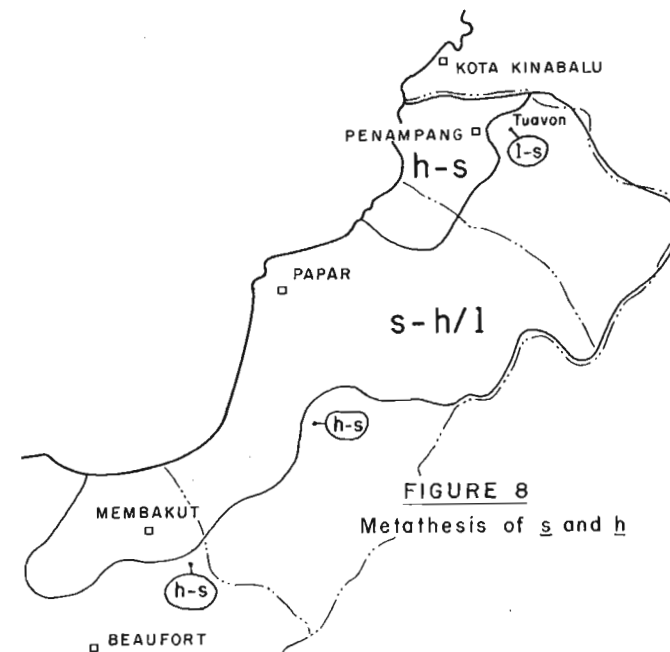 KOTA KINABALU
Tuavon
PENAMPANG
l-s
h-s
PAPAR
s-h/l
h-s
FIGURE 8
Metathesis of s and h
MEMBAKUT
h-s
BEAUFORT